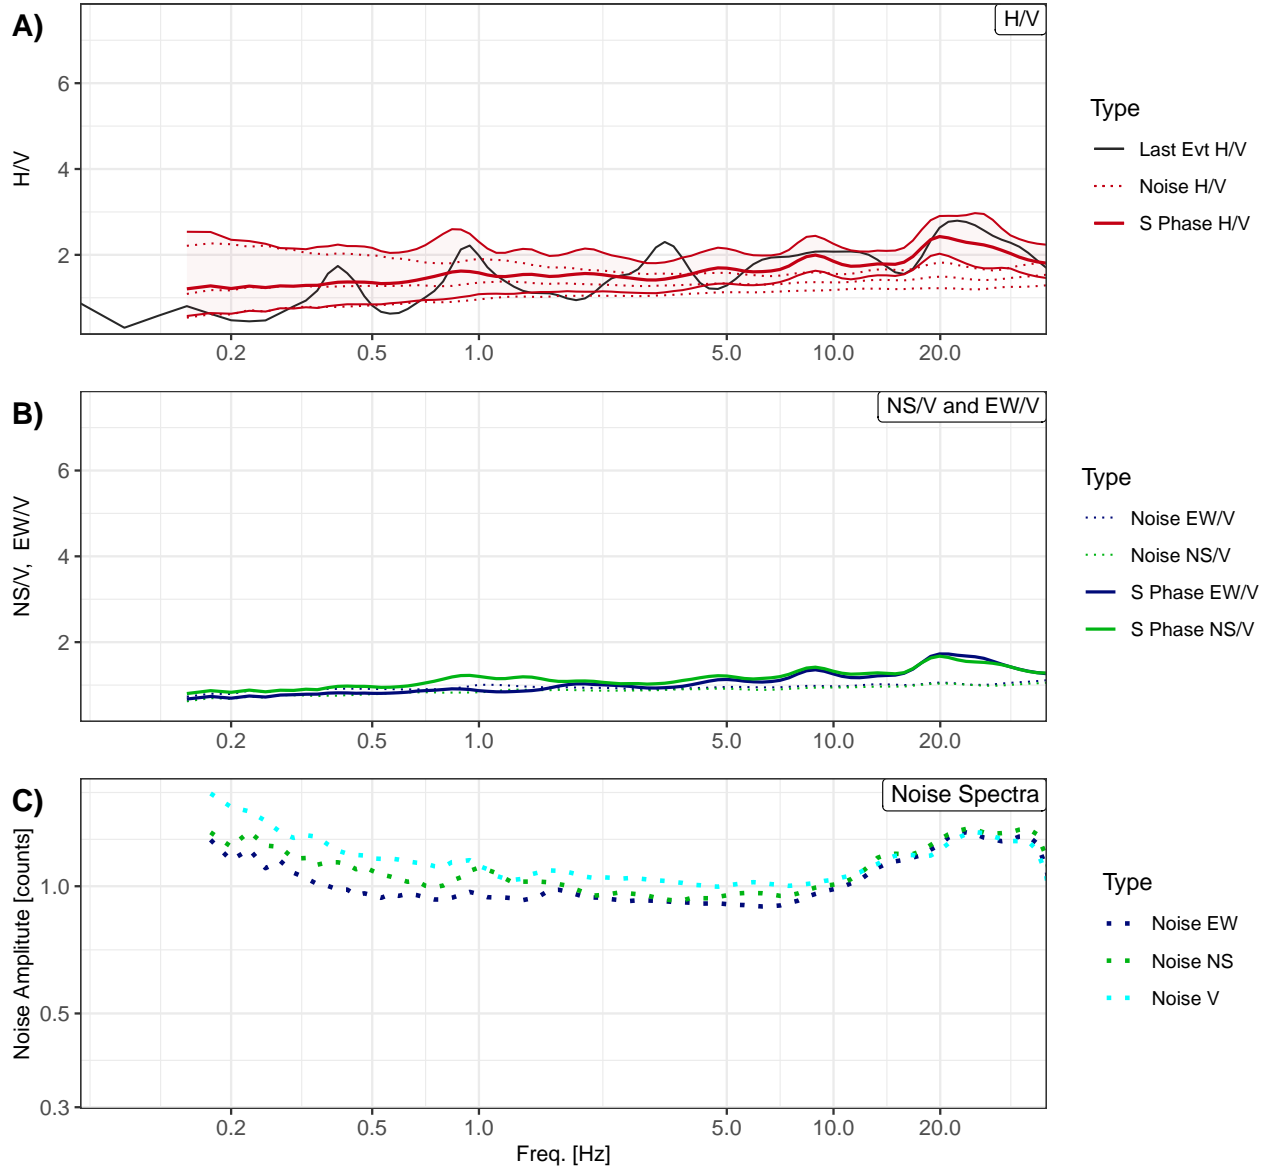 A)
H/V
6
4
2
H/V
0.2 0.5 1.0 5.0 10.0 20.0
Type
Last Evt H/V
Noise H/V
S Phase H/V
B)
NS/V and EW/V
6
4
2
NS/V, EW/V
0.2 0.5 1.0 5.0 10.0 20.0
Type
Noise EW/V
Noise NS/V
S Phase EW/V
S Phase NS/V
C)
Noise Spectra
1.0
0.5
0.3
Noise Amplitute [counts]
0.2 0.5 1.0 5.0 10.0 20.0
Freq. [Hz]
Type
Noise EW
Noise NS
Noise V